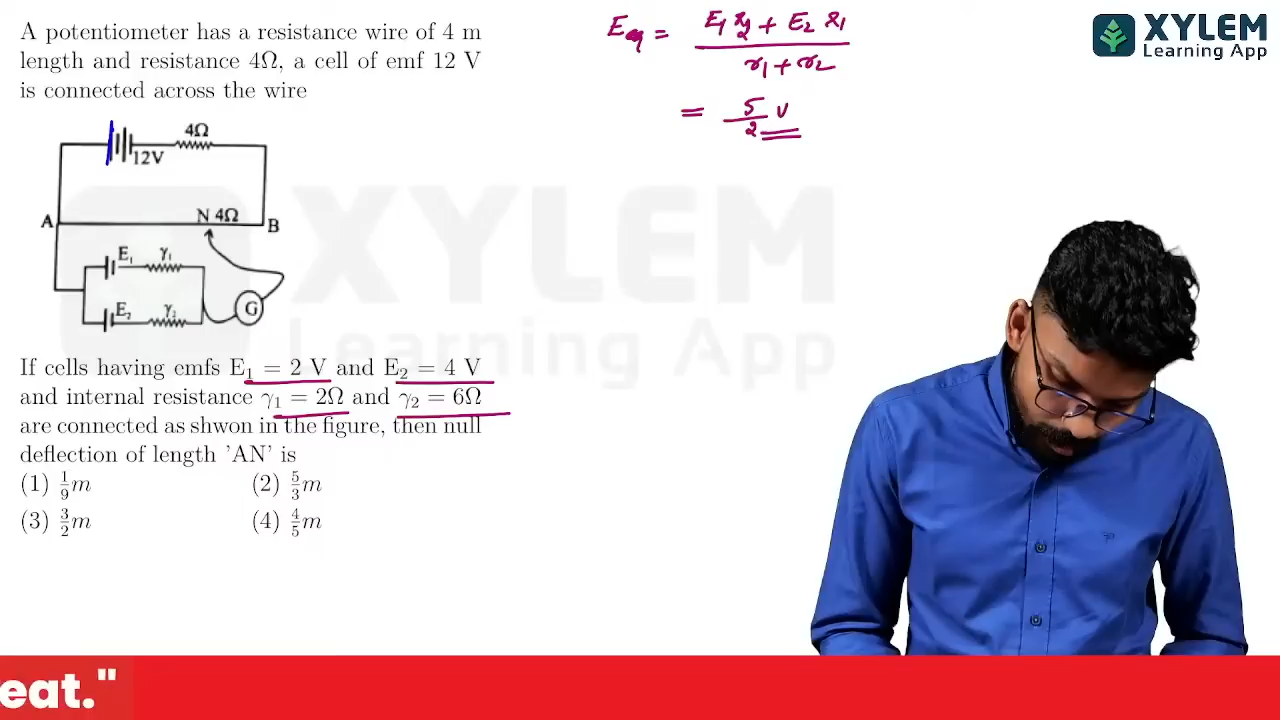 A potentiometer has a resistance wire of 4 m
length and resistance 4Ω, a cell of emf 12 V
is connected across the wire
4Ω
12V
A
N 4Ω
B
E₁ γ₁
G
E₂ γ₂
If cells having emfs E₁ = 2 V and E₂ = 4 V
and internal resistance γ₁ = 2Ω and γ₂ = 6Ω
are connected as shwon in the figure, then null
deflection of length 'AN' is
(1) 1/9 m (2) 5/3 m
(3) 3/2 m (4) 4/5 m
E_eq = (E₁ r₂ + E₂ r₁)/(r₁ + r₂)
= 5/2 V
XYLEM
Learning App
XYLEM
Learning App
eat."